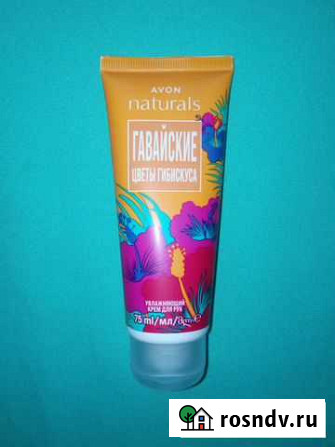 AVON
naturals
ГАВАЙСКИЕ
ЦВЕТЫ ГИБИСКУСА
УВЛАЖНЯЮЩИЙ
КРЕМ ДЛЯ РУК
75 ml/мл/
rosndv.ru